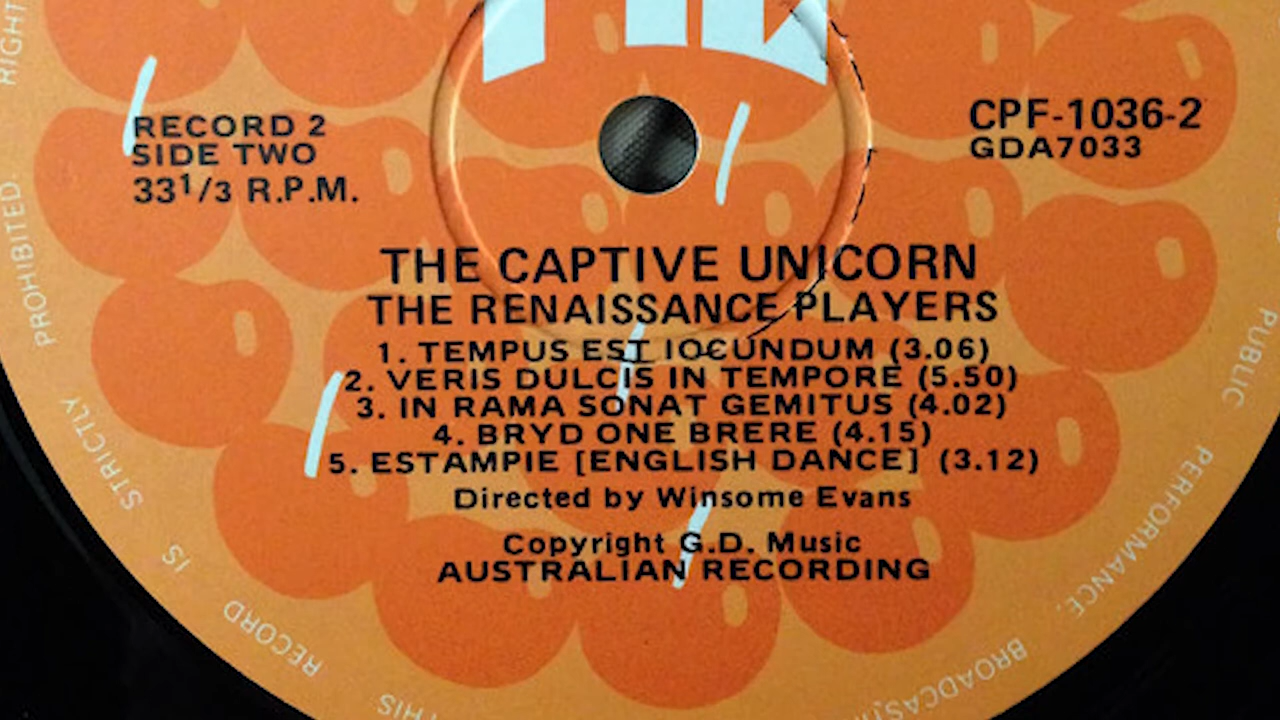 RECORD 2
SIDE TWO
33 1/3 R.P.M.
CPF-1036-2
GDA7033
THE CAPTIVE UNICORN
THE RENAISSANCE PLAYERS
1. TEMPUS EST IOCUNDUM (3.06)
2. VERIS DULCIS IN TEMPORE (5.50)
3. IN RAMA SONAT GEMITUS (4.02)
4. BRYD ONE BRERE (4.15)
5. ESTAMPIE [ENGLISH DANCE] (3.12)
Directed by Winsome Evans
Copyright G.D. Music
AUSTRALIAN RECORDING
PUBLIC PERFORMANCE.
THIS RECORD IS STRICTLY PROHIBITED.